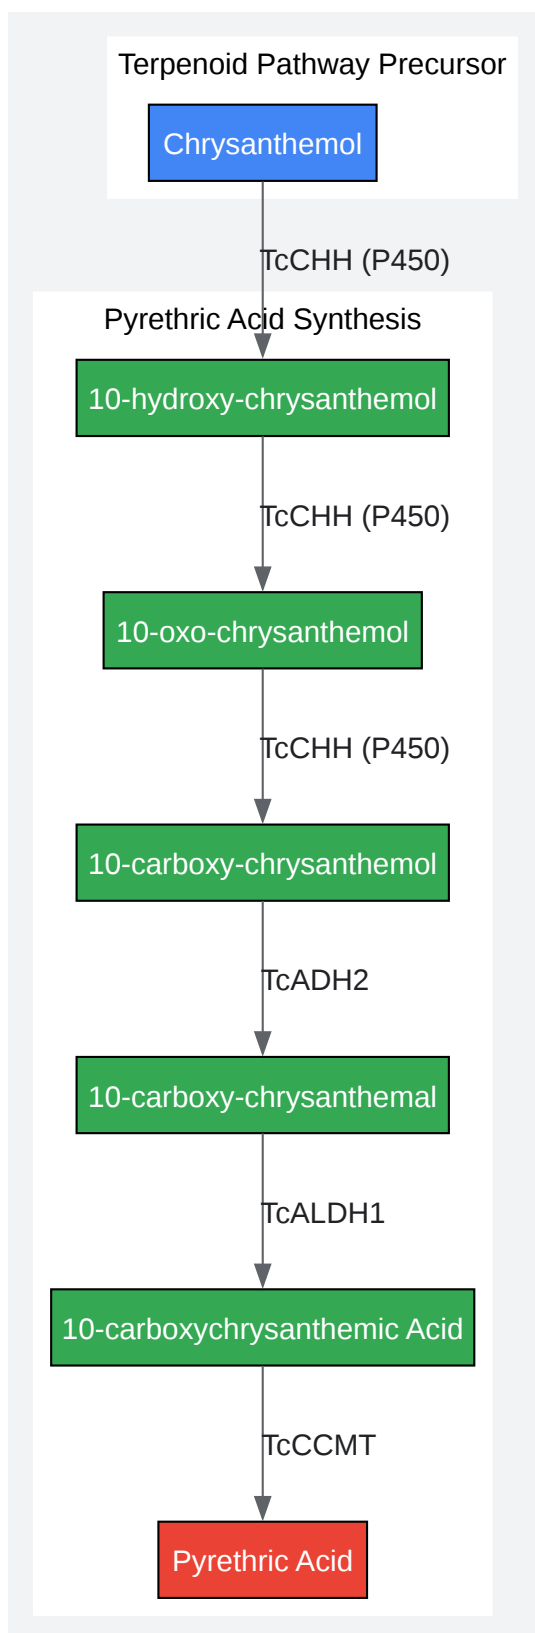 Terpenoid Pathway Precursor
Chrysanthemol
TcCHH (P450)
Pyrethric Acid Synthesis
10-hydroxy-chrysanthemol
TcCHH (P450)
10-oxo-chrysanthemol
TcCHH (P450)
10-carboxy-chrysanthemol
TcADH2
10-carboxy-chrysanthemal
TcALDH1
10-carboxychrysanthemic Acid
TcCCMT
Pyrethric Acid